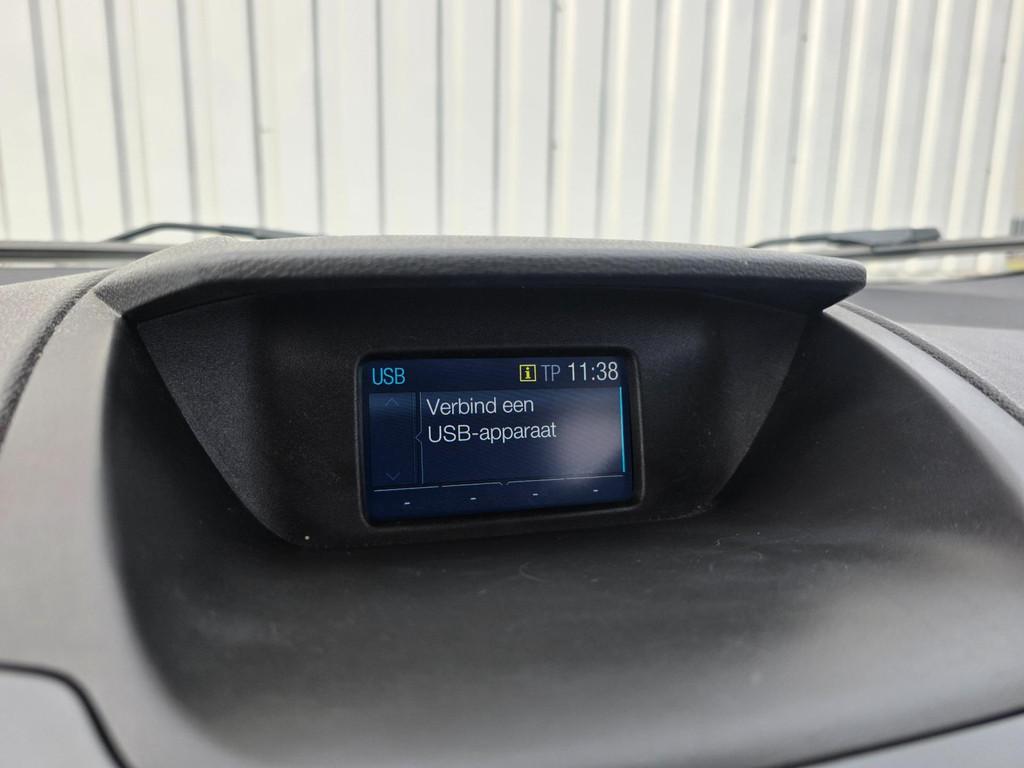 USB i TP 11:38
Verbind een
USB-apparaat